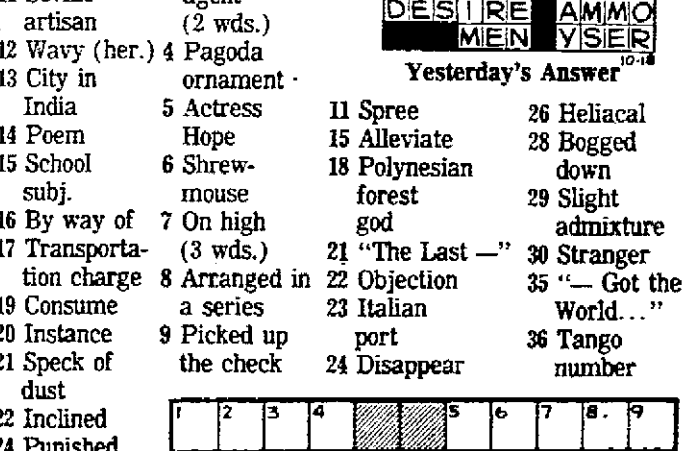 artisan
12 Wavy (her.)
13 City in
India
14 Poem
15 School
subj.
16 By way of
17 Transporta-
tion charge
19 Consume
20 Instance
21 Speck of
dust
22 Inclined
24 Punished
(2 wds.)
4 Pagoda
ornament
5 Actress
Hope
6 Shrew-
mouse
7 On high
(3 wds.)
8 Arranged in
a series
9 Picked up
the check
DESIRE AMMO
MEN YSER
10-18
Yesterday's Answer
11 Spree
15 Alleviate
18 Polynesian
forest
god
21 "The Last —"
22 Objection
23 Italian
port
24 Disappear
26 Heliacal
28 Bogged
down
29 Slight
admixture
30 Stranger
35 "— Got the
World..."
36 Tango
number
1 2 3 4 5 6 7 8. 9